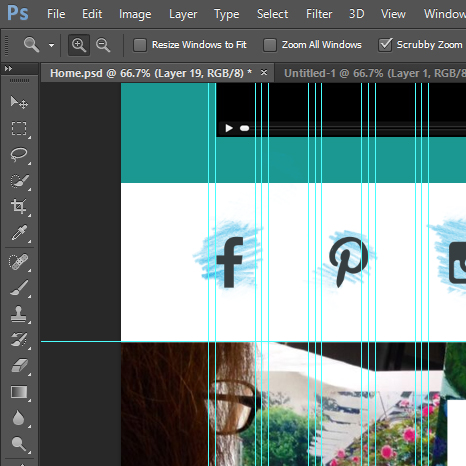 Ps File Edit Image Layer Type Select Filter 3D View Window
Resize Windows to Fit Zoom All Windows Scrubby Zoom
Home.psd @ 66.7% (Layer 19, RGB/8) * × Untitled-1 @ 66.7% (Layer 1, RGB/8